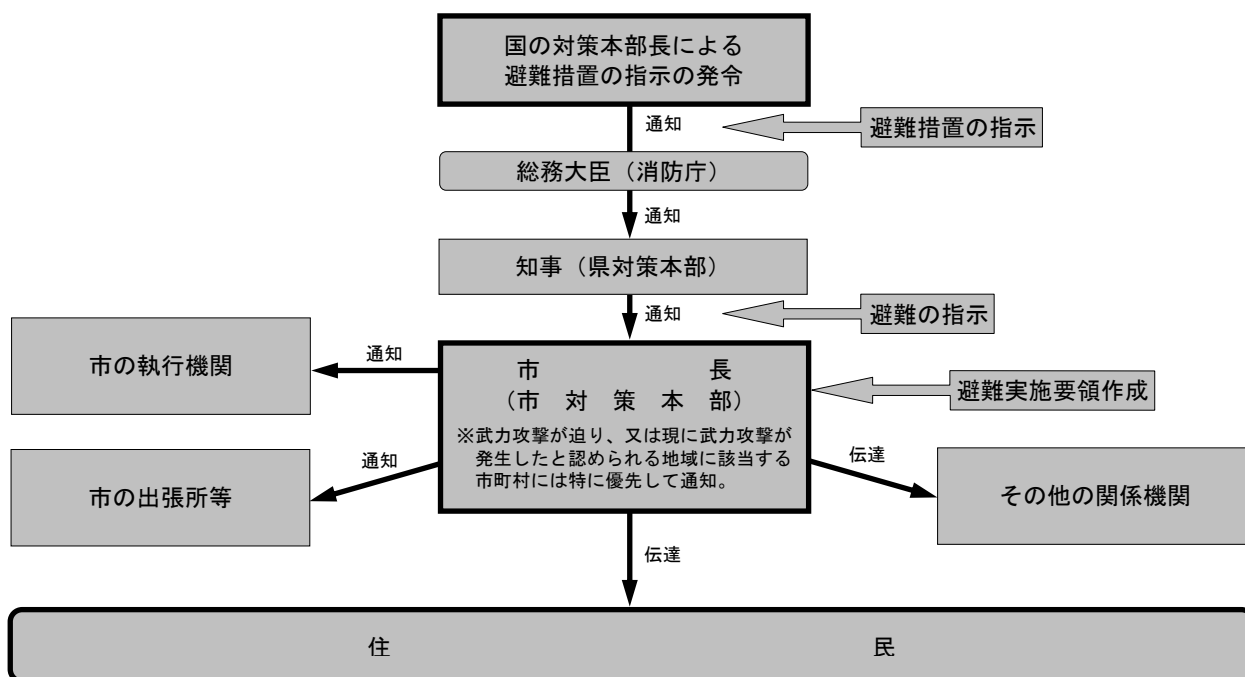 国の対策本部長による
避難措置の指示の発令
通知
避難措置の指示
総務大臣（消防庁）
通知
知事（県対策本部）
通知
避難の指示
市の執行機関
通知
市長
（市対策本部）
※武力攻撃が迫り、又は現に武力攻撃が
発生したと認められる地域に該当する
市町村には特に優先して通知。
避難実施要領作成
市の出張所等
通知
伝達
その他の関係機関
伝達
住民